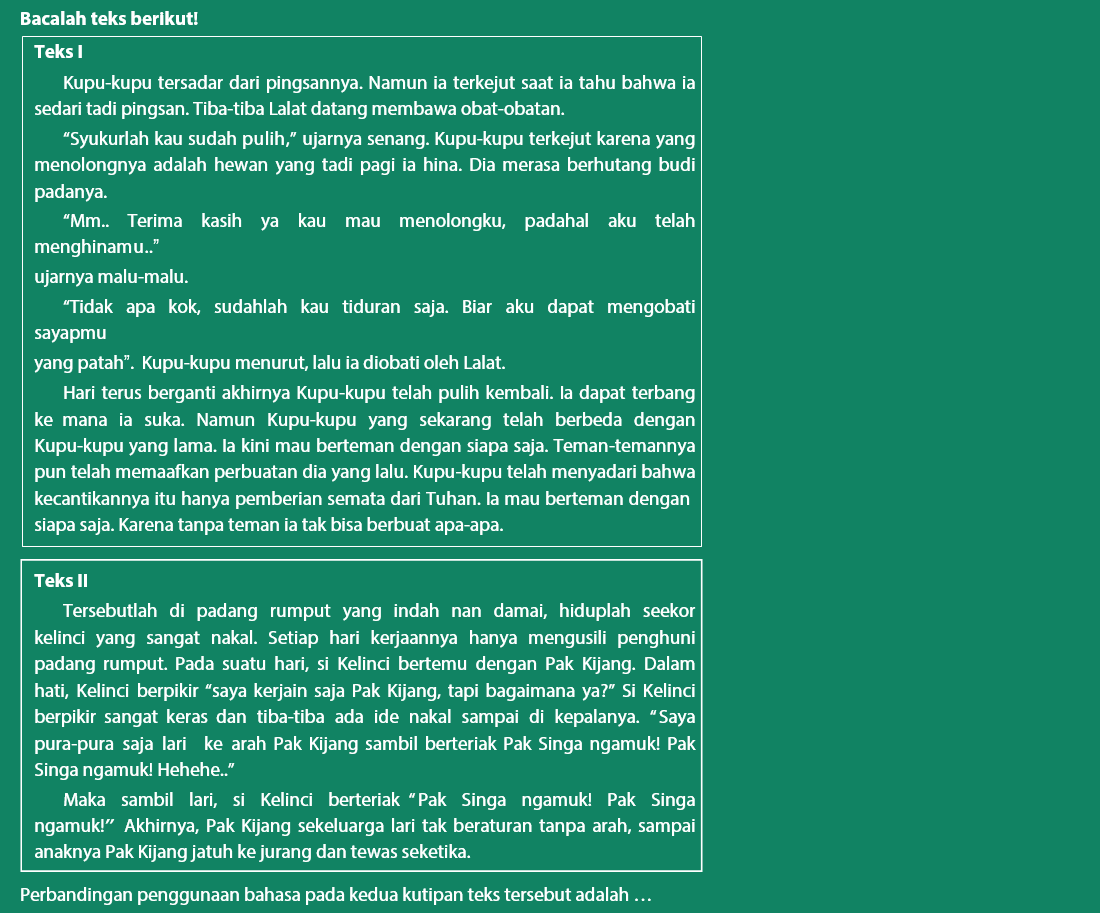 Bacalah teks berikut!
Teks I
Kupu-kupu tersadar dari pingsannya. Namun ia terkejut saat ia tahu bahwa ia
sedari tadi pingsan. Tiba-tiba Lalat datang membawa obat-obatan.
“Syukurlah kau sudah pulih,” ujarnya senang. Kupu-kupu terkejut karena yang
menolongnya adalah hewan yang tadi pagi ia hina. Dia merasa berhutang budi
padanya.
“Mm.. Terima kasih ya kau mau menolongku, padahal aku telah
menghinamu..”
ujarnya malu-malu.
“Tidak apa kok, sudahlah kau tiduran saja. Biar aku dapat mengobati
sayapmu
yang patah”. Kupu-kupu menurut, lalu ia diobati oleh Lalat.
Hari terus berganti akhirnya Kupu-kupu telah pulih kembali. Ia dapat terbang
ke mana ia suka. Namun Kupu-kupu yang sekarang telah berbeda dengan
Kupu-kupu yang lama. Ia kini mau berteman dengan siapa saja. Teman-temannya
pun telah memaafkan perbuatan dia yang lalu. Kupu-kupu telah menyadari bahwa
kecantikannya itu hanya pemberian semata dari Tuhan. Ia mau berteman dengan
siapa saja. Karena tanpa teman ia tak bisa berbuat apa-apa.
Teks II
Tersebutlah di padang rumput yang indah nan damai, hiduplah seekor
kelinci yang sangat nakal. Setiap hari kerjaannya hanya mengusili penghuni
padang rumput. Pada suatu hari, si Kelinci bertemu dengan Pak Kijang. Dalam
hati, Kelinci berpikir “saya kerjain saja Pak Kijang, tapi bagaimana ya?” Si Kelinci
berpikir sangat keras dan tiba-tiba ada ide nakal sampai di kepalanya. “Saya
pura-pura saja lari ke arah Pak Kijang sambil berteriak Pak Singa ngamuk! Pak
Singa ngamuk! Hehehe..”
Maka sambil lari, si Kelinci berteriak “Pak Singa ngamuk! Pak Singa
ngamuk!” Akhirnya, Pak Kijang sekeluarga lari tak beraturan tanpa arah, sampai
anaknya Pak Kijang jatuh ke jurang dan tewas seketika.
Perbandingan penggunaan bahasa pada kedua kutipan teks tersebut adalah …